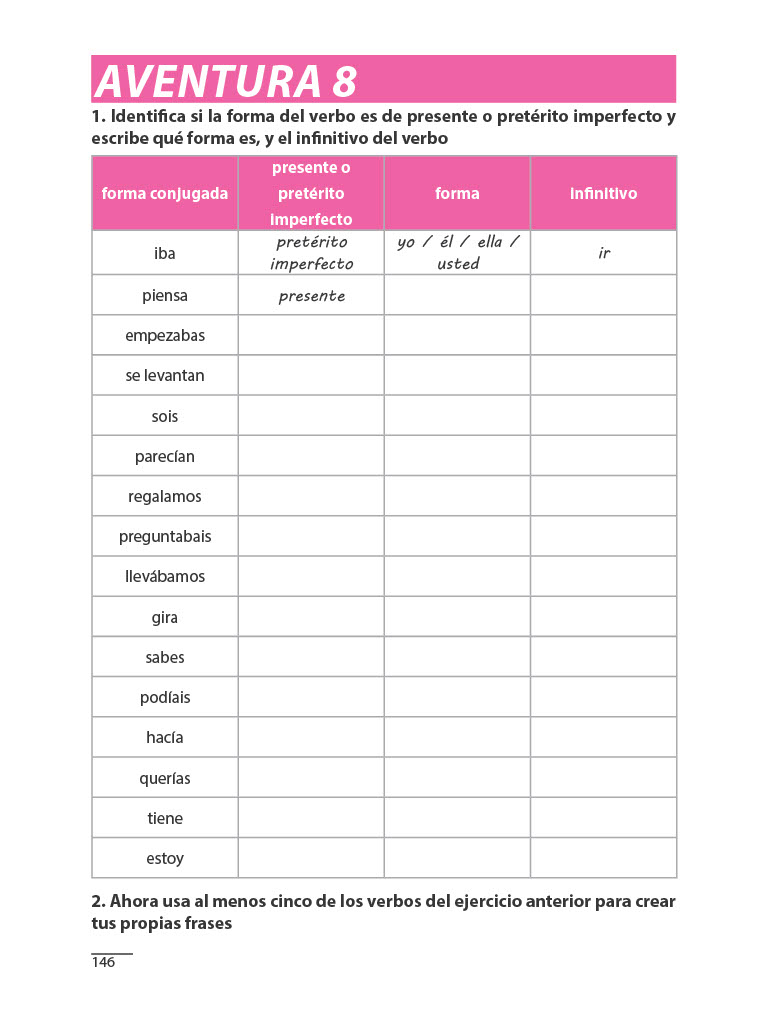 AVENTURA 8
1. Identifica si la forma del verbo es de presente o pretérito imperfecto y
escribe qué forma es, y el infinitivo del verbo
forma conjugada
presente o
pretérito
imperfecto
forma
infinitivo
iba
pretérito
imperfecto
yo / él / ella /
usted
ir
piensa
presente
empezabas
se levantan
sois
parecían
regalamos
preguntabais
llevábamos
gira
sabes
podíais
hacía
querías
tiene
estoy
2. Ahora usa al menos cinco de los verbos del ejercicio anterior para crear
tus propias frases
146